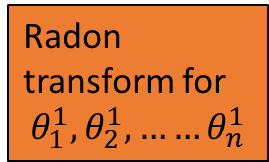 Radon
transform for
θ₁¹, θ₂¹, … … θₙ¹